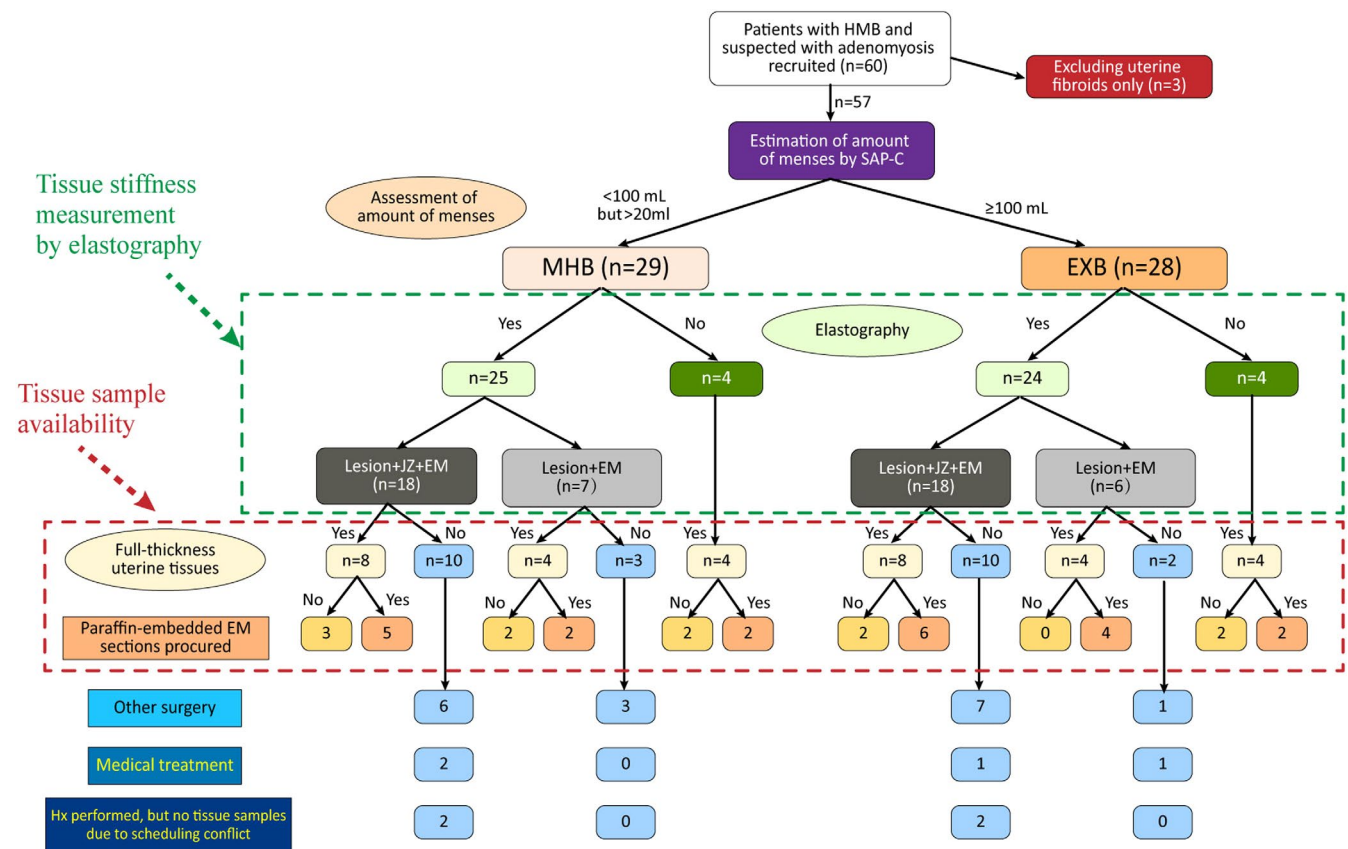 Patients with HMB and
suspected with adenomyosis
recruited (n=60)
Excluding uterine
fibroids only (n=3)
n=57
Estimation of amount
of menses by SAP-C
Tissue stiffness
measurement
by elastography
Assessment of
amount of menses
<100 mL
but >20ml
≥100 mL
MHB (n=29)
EXB (n=28)
Yes
No
Elastography
Yes
No
n=25
n=4
n=24
n=4
Tissue sample
availability
Lesion+JZ+EM
(n=18)
Lesion+EM
(n=7)
Lesion+JZ+EM
(n=18)
Lesion+EM
(n=6)
Yes
No
Yes
No
Yes
Yes
No
Yes
No
Yes
Full-thickness
uterine tissues
n=8
n=10
n=4
n=3
n=4
n=8
n=10
n=4
n=2
n=4
No
Yes
No
Yes
No
Yes
No
Yes
No
Yes
No
Yes
Paraffin-embedded EM
sections procured
3
5
2
2
2
2
2
6
0
4
2
2
Other surgery
6
3
7
1
Medical treatment
2
0
1
1
Hx performed, but no tissue samples
due to scheduling conflict
2
0
2
0